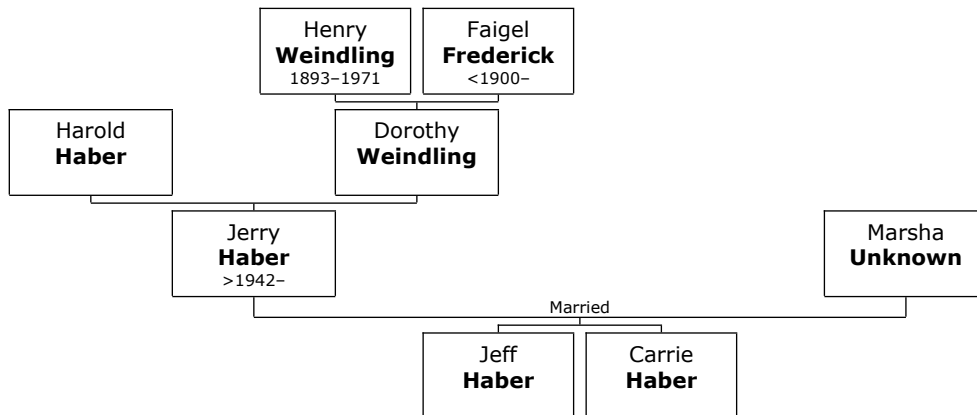 Henry
Weindling
1893–1971
Faigel
Frederick
<1900–
Harold
Haber
Dorothy
Weindling
Jerry
Haber
>1942–
Marsha
Unknown
Married
Jeff
Haber
Carrie
Haber